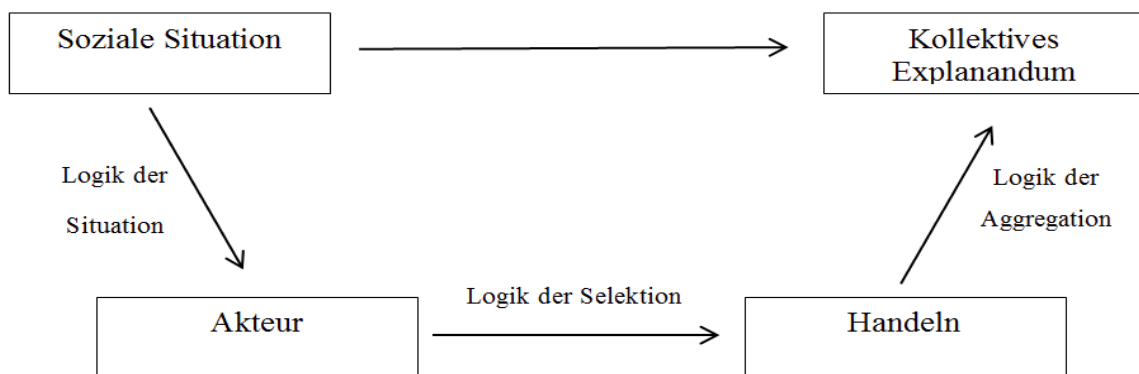 Soziale Situation
Kollektives
Explanandum
Logik der
Situation
Logik der
Aggregation
Logik der Selektion
Akteur
Handeln